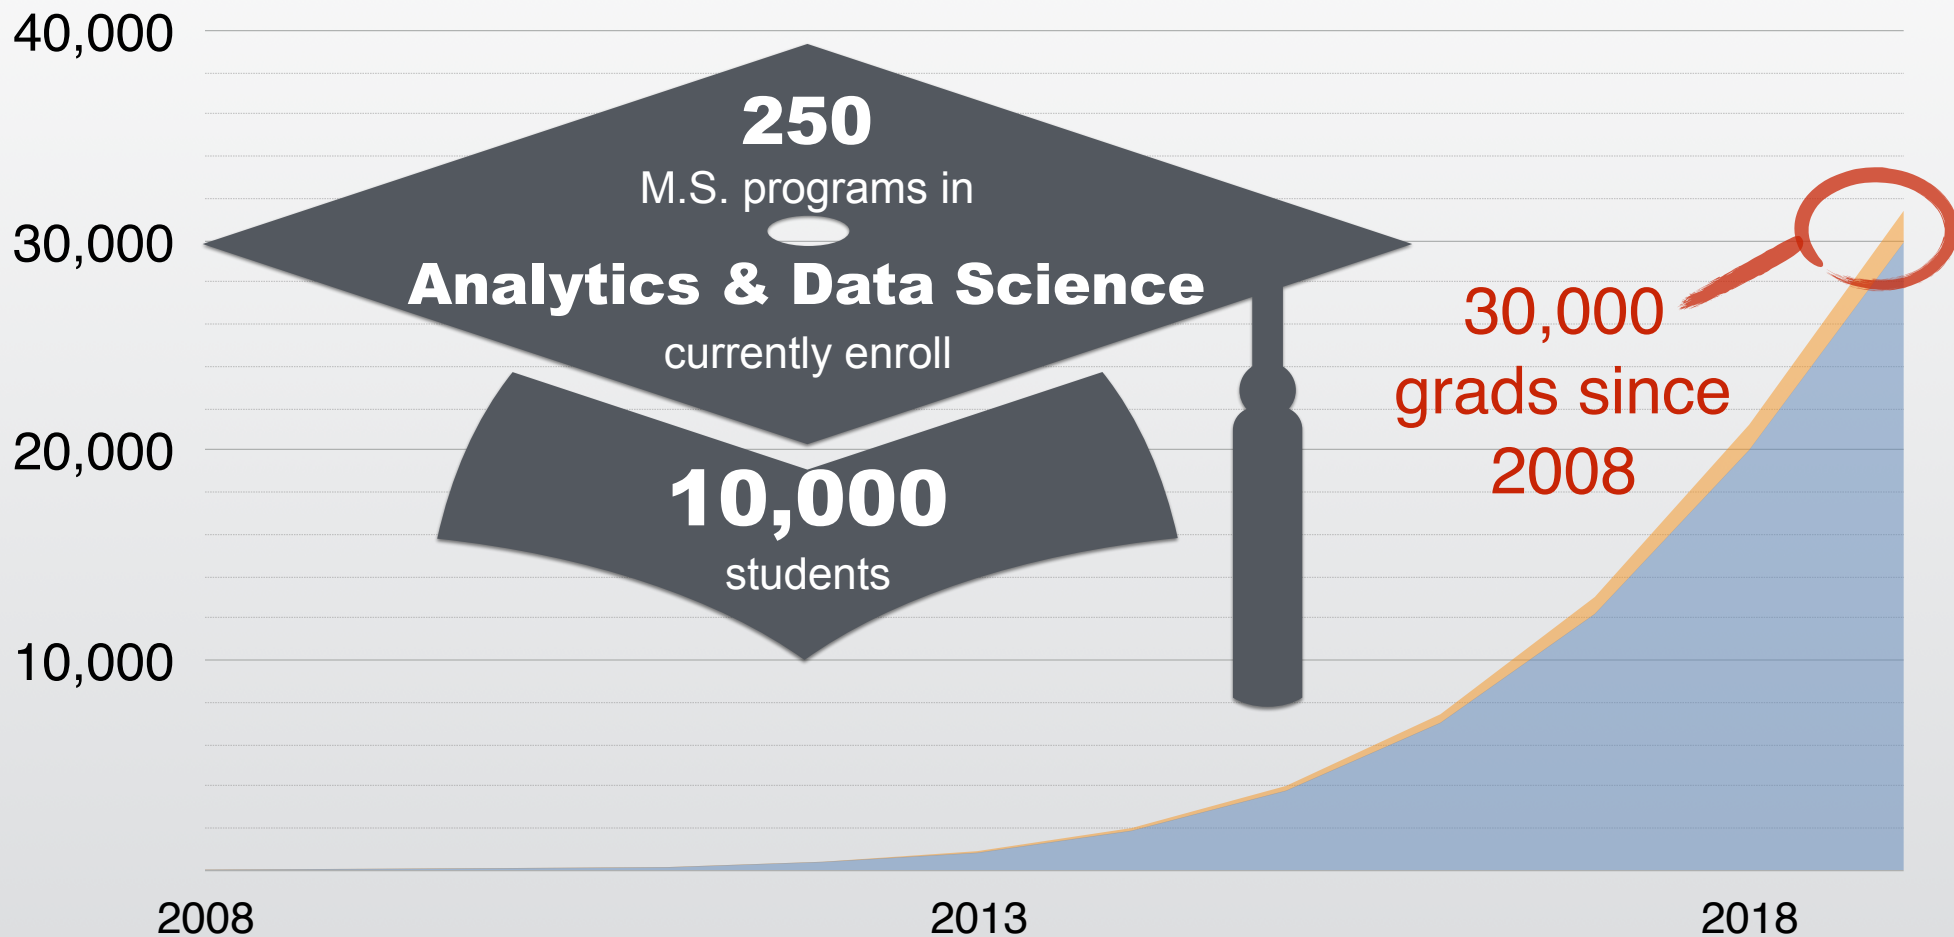 40,000
30,000
20,000
10,000
250
M.S. programs in
Analytics & Data Science
currently enroll
10,000
students
30,000
grads since
2008
2008
2013
2018